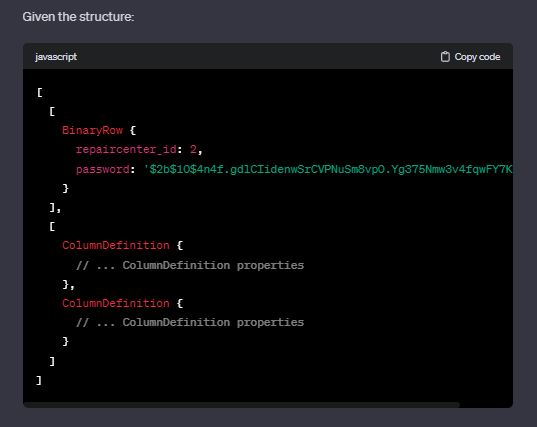 Given the structure:
javascript
Copy code
[
[
BinaryRow {
repaircenter_id: 2,
password: '$2b$10$4n4f.gdlCIidenwSrCVPNuSm8vp0.Yg375Nmw3v4fqwFY7K
}
],
[
ColumnDefinition {
// ... ColumnDefinition properties
},
ColumnDefinition {
// ... ColumnDefinition properties
}
]
]